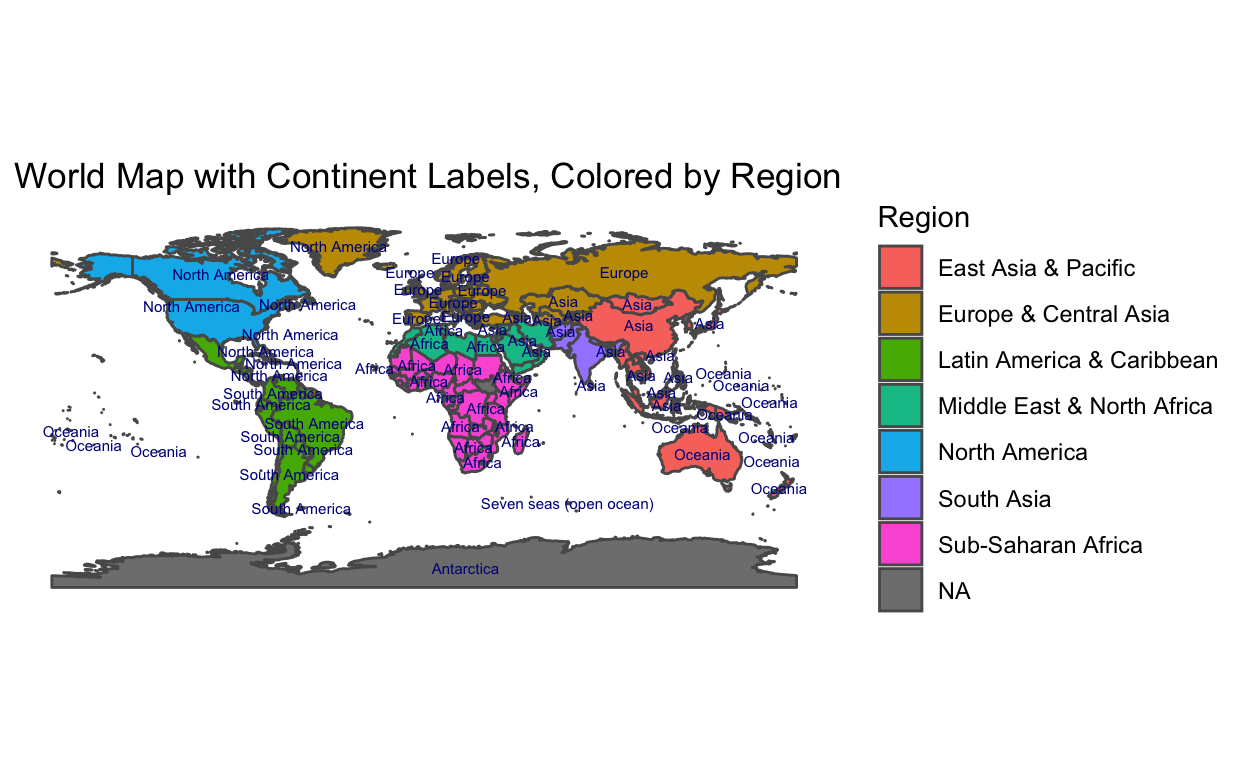 World Map with Continent Labels, Colored by Region
Region
East Asia & Pacific
Europe & Central Asia
Latin America & Caribbean
Middle East & North Africa
North America
South Asia
Sub-Saharan Africa
NA
North America
Europe
Europe
North America
Europe
Europe
Europe
Europe
North America
North America
Europe
Asia
Asia
Europe
Europe
Asia
Asia
Asia
Asia
Asia
North America
Africa
Asia
Asia
Africa
Africa
Asia
North America
Asia
Asia
Asia
North America
Africa
Africa
Africa
Oceania
North America
Africa
Africa
Asia
Asia
Asia
Oceania
South America
Africa
Africa
Asia
South America
Africa
Asia
Oceania
Oceania
South America
Africa
Africa
Oceania
Oceania
Oceania
South America
Africa
Oceania
Oceania
South America
Africa
Oceania
Oceania
South America
Africa
Oceania
South America
Seven seas (open ocean)
Oceania
Antarctica